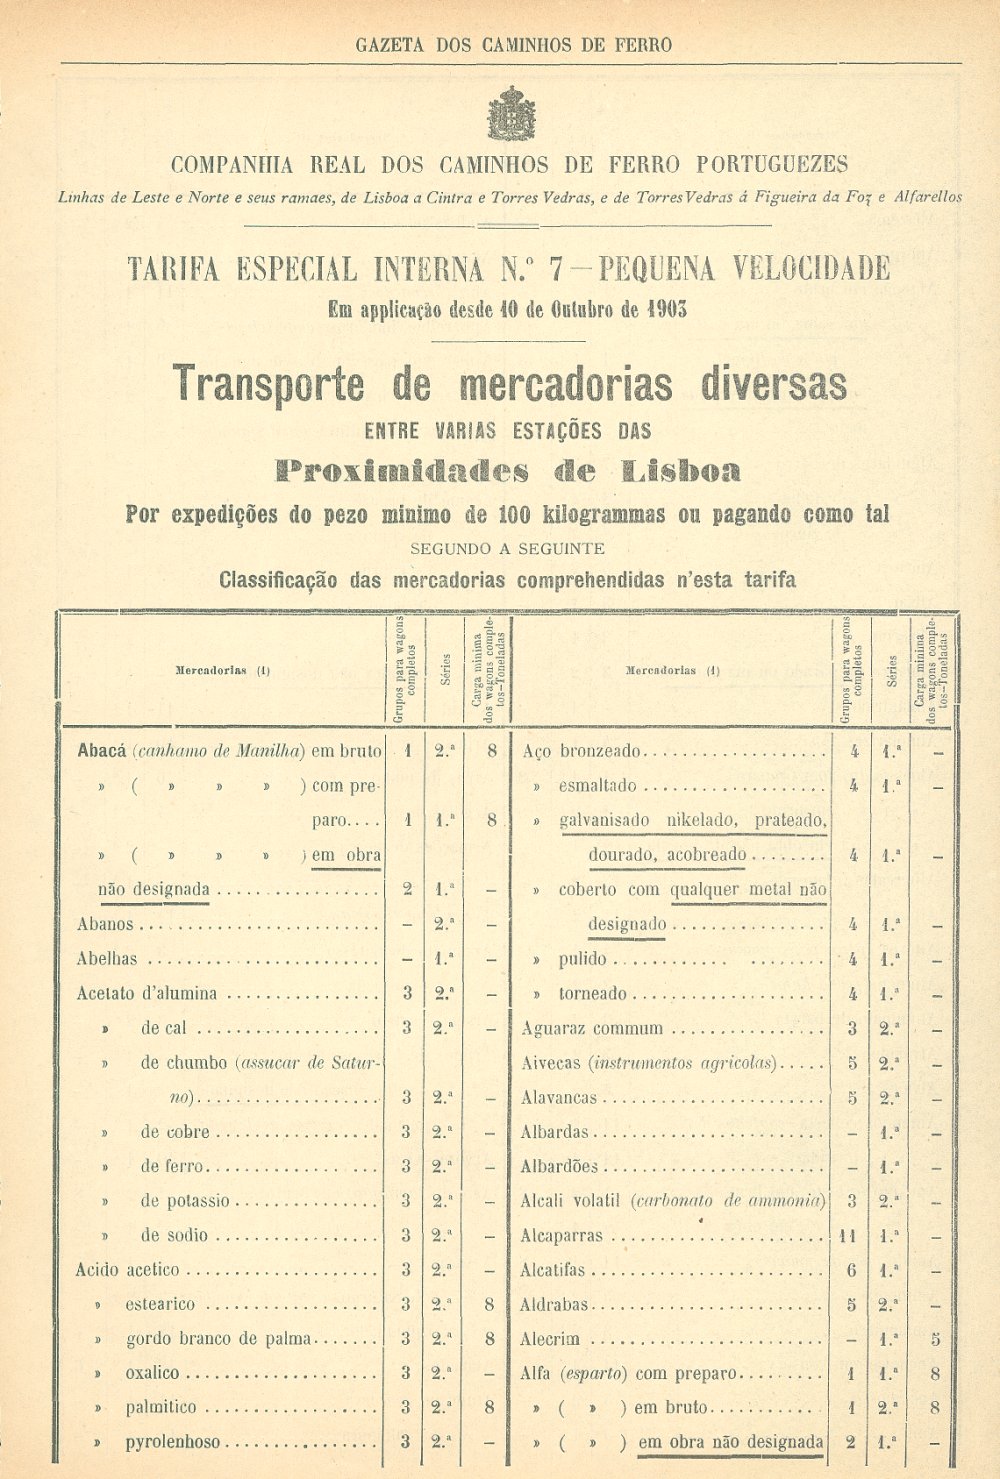 GAZETA DOS CAMINHOS DE FERRO
COMPANHIA REAL DOS CAMINHOS DE FERRO PORTUGUEZES
Linhas de Leste e Norte e seus ramaes, de Lisboa a Cintra e Torres Vedras, e de Torres Vedras á Figueira da Foz e Alfarellos
TARIFA ESPECIAL INTERNA N.º 7 — PEQUENA VELOCIDADE
Em applicação desde 10 de Outubro de 1903
Transporte de mercadorias diversas
ENTRE VARIAS ESTAÇÕES DAS
Proximidades de Lisboa
Por expedições do pezo minimo de 100 kilogrammas ou pagando como tal
SEGUNDO A SEGUINTE
Classificação das mercadorias comprehendidas n'esta tarifa
Mercadorias (1)
Grupos para wagons
completos
Séries
Carga minima
dos wagons comple-
tos—Toneladas
Abacá (canhamo de Manilha) em bruto 1 2.ª 8
» ( » » » ) com pre-
paro.... 1 1.ª 8
» ( » » » ) em obra
não designada ................ 2 1.ª —
Abanos ........................ — 2.ª —
Abelhas ....................... — 1.ª —
Acetato d'alumina ............... 3 2.ª —
» de cal .................. 3 2.ª —
» de chumbo (assucar de Satur-
no).................. 3 2.ª —
» de cobre ................ 3 2.ª —
» de ferro................. 3 2.ª —
» de potassio .............. 3 2.ª —
» de sodio ................ 3 2.ª —
Acido acetico ................... 3 2.ª —
» estearico ................. 3 2.ª 8
» gordo branco de palma....... 3 2.ª 8
» oxalico ................... 3 2.ª —
» palmitico ................. 3 2.ª 8
» pyrolenhoso ............... 3 2.ª —
Mercadorias (1)
Grupos para wagons
completos
Séries
Carga minima
dos wagons comple-
tos—Toneladas
Aço bronzeado.................. 4 1.ª —
» esmaltado .................. 4 1.ª —
» galvanisado nikelado, prateado,
dourado, acobreado ........ 4 1.ª —
» coberto com qualquer metal não
designado ................ 4 1.ª —
» pulido ............ ........ 4 1.ª —
» torneado ................... 4 1.ª —
Aguaraz commum ............... 3 2.ª —
Aivecas (instrumentos agricolas)..... 5 2.ª —
Alavancas ...................... 5 2.ª —
Albardas ....................... — 1.ª —
Albardões ...................... — 1.ª —
Alcali volatil (carbonato de ammonia) 3 2.ª —
Alcaparras ..................... 11 1.ª —
Alcatifas ....................... 6 1.ª —
Aldrabas....................... 5 2.ª —
Alecrim ....................... — 1.ª 5
Alfa (esparto) com preparo......... 1 1.ª 8
» ( » ) em bruto............ 1 2.ª 8
» ( » ) em obra não designada 2 1.ª —